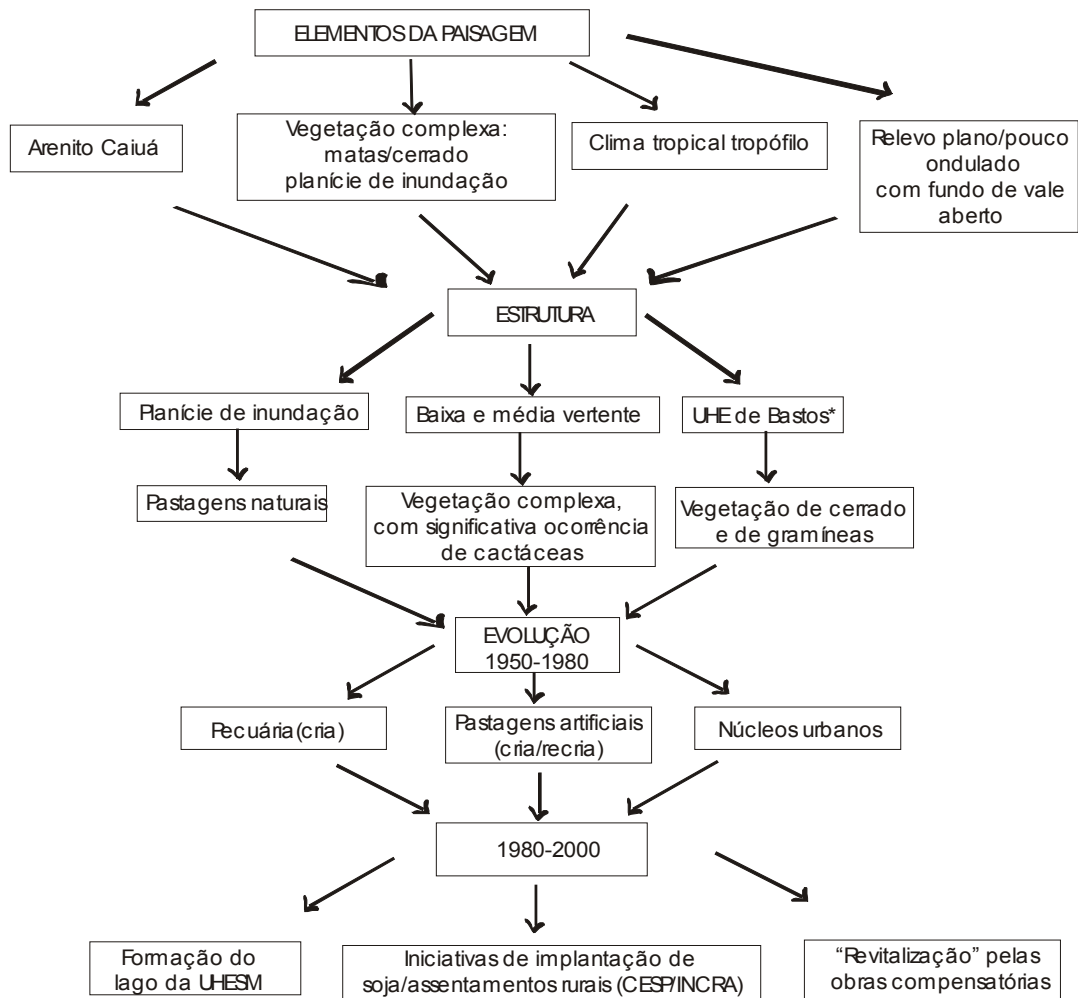 ELEMENTOS DA PAISAGEM
Arenito Caiuá
Vegetação complexa:
matas/cerrado
planície de inundação
Clima tropical tropófilo
Relevo plano/pouco
ondulado
com fundo de vale
aberto
ESTRUTURA
Planície de inundação
Baixa e média vertente
UHE de Bastos*
Pastagens naturais
Vegetação complexa,
com significativa ocorrência
de cactáceas
Vegetação de cerrado
e de gramíneas
EVOLUÇÃO
1950-1980
Pecuária(cria)
Pastagens artificiais
(cria/recria)
Núcleos urbanos
1980-2000
Formação do
lago da UHESM
Iniciativas de implantação de
soja/assentamentos rurais (CESP/INCRA)
“Revitalização” pelas
obras compensatórias